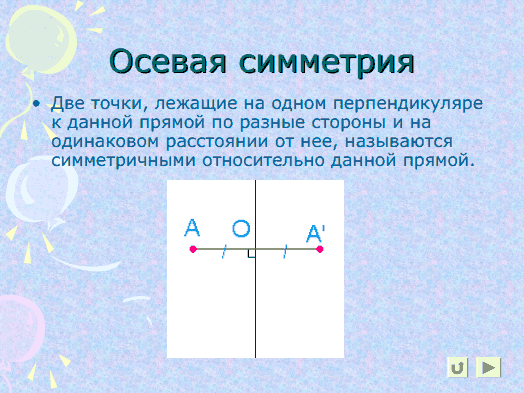 Осевая симметрия
• Две точки, лежащие на одном перпендикуляре
к данной прямой по разные стороны и на
одинаковом расстоянии от нее, называются
симметричными относительно данной прямой.
A O A'